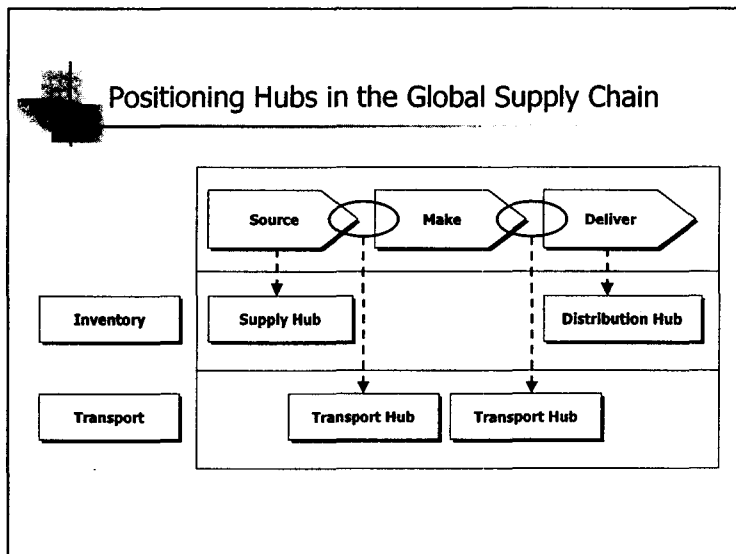 Positioning Hubs in the Global Supply Chain
Source
Make
Deliver
Inventory
Supply Hub
Distribution Hub
Transport
Transport Hub
Transport Hub